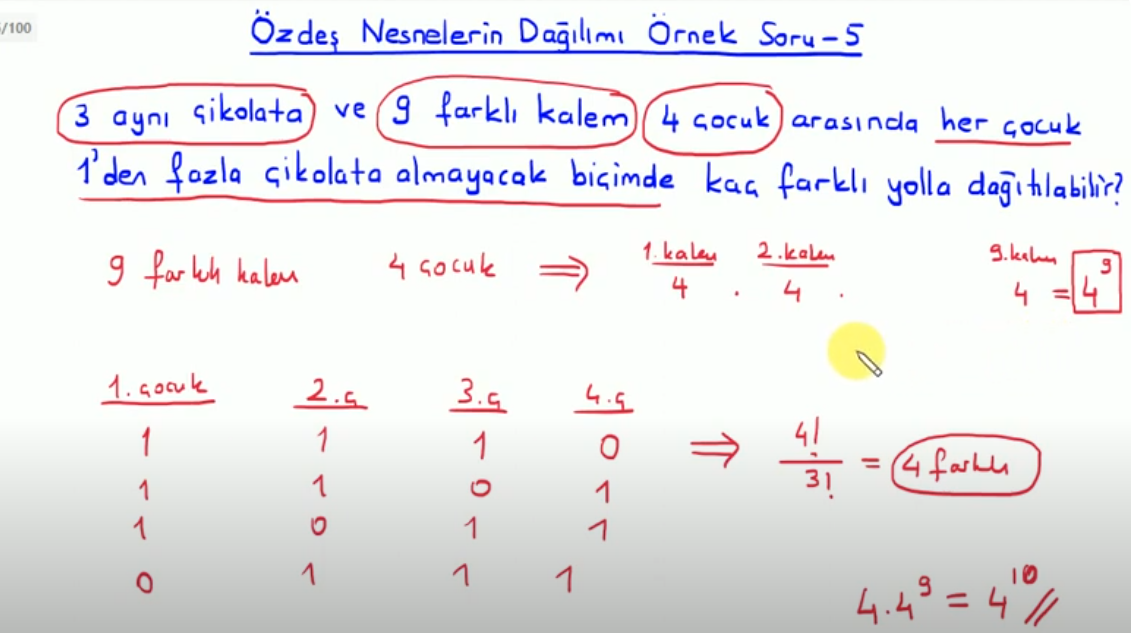 /100
Özdeş Nesnelerin Dağılımı Örnek Soru-5
3 aynı çikolata ve 9 farklı kalem 4 çocuk arasında her çocuk
1'den fazla çikolata almayacak biçimde kaç farklı yolla dağıtılabilir?
9 farklı kalem 4 çocuk ⇒ 1. kalem 2. kalem 9. kalem
4 . 4 . 4 = 4⁹
1. çocuk 2. ç 3. ç 4. ç
1 1 1 0 ⇒ 4!/3! = 4 farklı
1 1 0 1
1 0 1 1
0 1 1 1
4.4⁹ = 4¹⁰ //